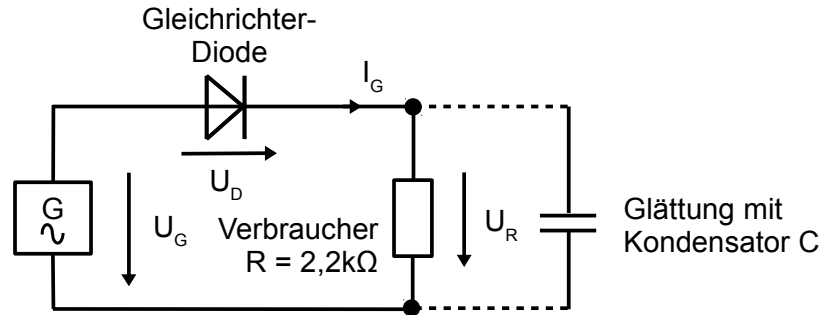 Gleichrichter-
Diode
I_G
U_D
G
U_G
Verbraucher
R = 2,2kΩ
U_R
Glättung mit
Kondensator C